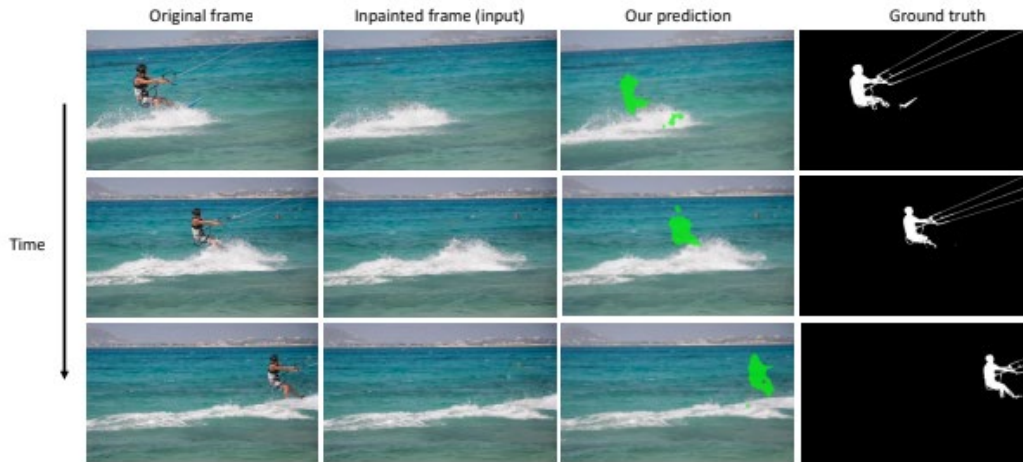 Original frame
Inpainted frame (input)
Our prediction
Ground truth
Time